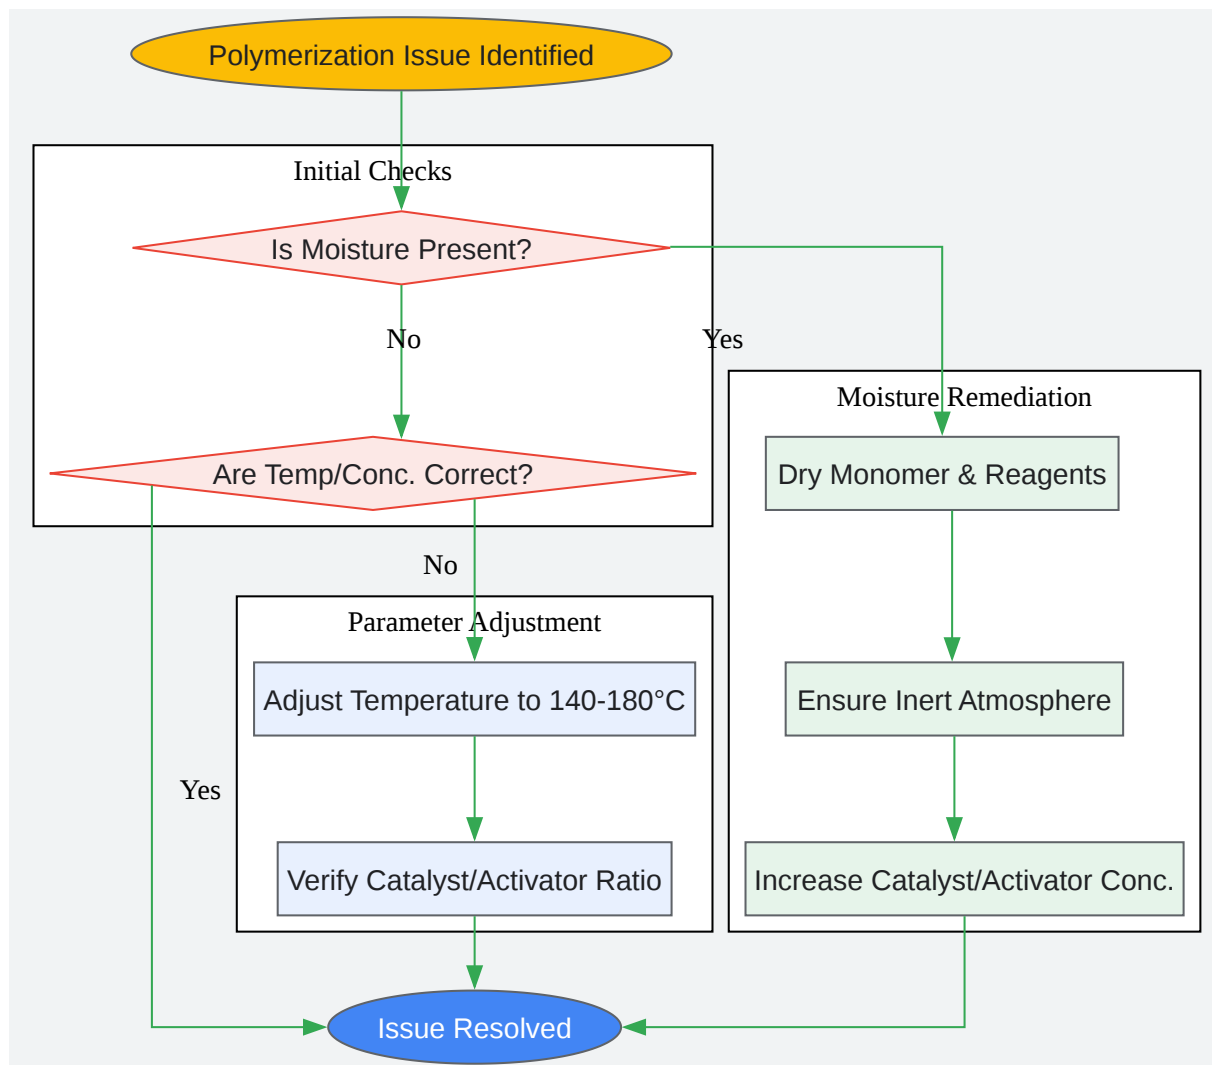 Polymerization Issue Identified
Initial Checks
Is Moisture Present?
No
Yes
Moisture Remediation
Are Temp/Conc. Correct?
Dry Monomer & Reagents
No
Parameter Adjustment
Adjust Temperature to 140-180°C
Ensure Inert Atmosphere
Yes
Verify Catalyst/Activator Ratio
Increase Catalyst/Activator Conc.
Issue Resolved